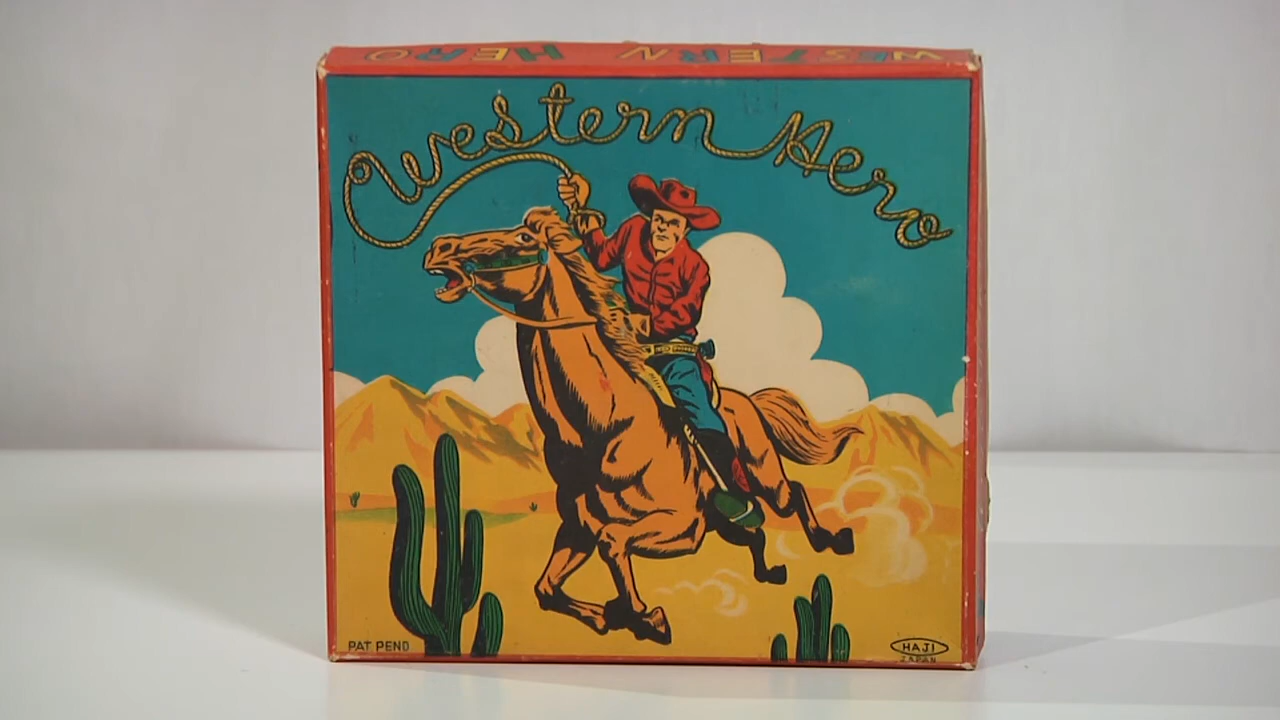 WESTERN HERO
Western Hero
PAT PEND
HAJI
JAPAN